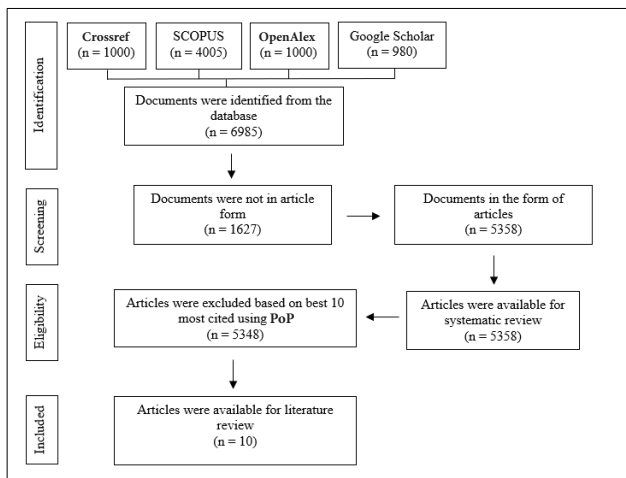 Crossref
(n = 1000)
SCOPUS
(n = 4005)
OpenAlex
(n = 1000)
Google Scholar
(n = 980)
Identification
Documents were identified from the
database
(n = 6985)
Screening
Documents were not in article
form
(n = 1627)
Documents in the form of
articles
(n = 5358)
Eligibility
Articles were excluded based on best 10
most cited using PoP
(n = 5348)
Articles were available for
systematic review
(n = 5358)
Included
Articles were available for literature
review
(n = 10)